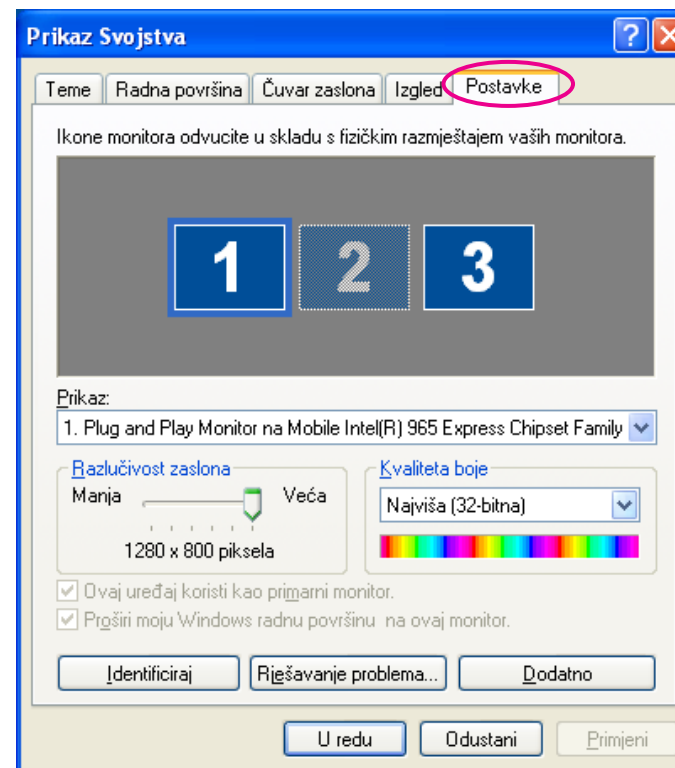 Prikaz Svojstva
Teme Radna površina Čuvar zaslona Izgled Postavke
Ikone monitora odvucite u skladu s fizičkim razmještajem vaših monitora.
1 2 3
Prikaz:
1. Plug and Play Monitor na Mobile Intel(R) 965 Express Chipset Family
Razlučivost zaslona Kvaliteta boje
Manja Veća Najviša (32-bitna)
1280 x 800 piksela
Ovaj uređaj koristi kao primarni monitor.
Proširi moju Windows radnu površinu na ovaj monitor.
Identificiraj Rješavanje problema... Dodatno
U redu Odustani Primjeni